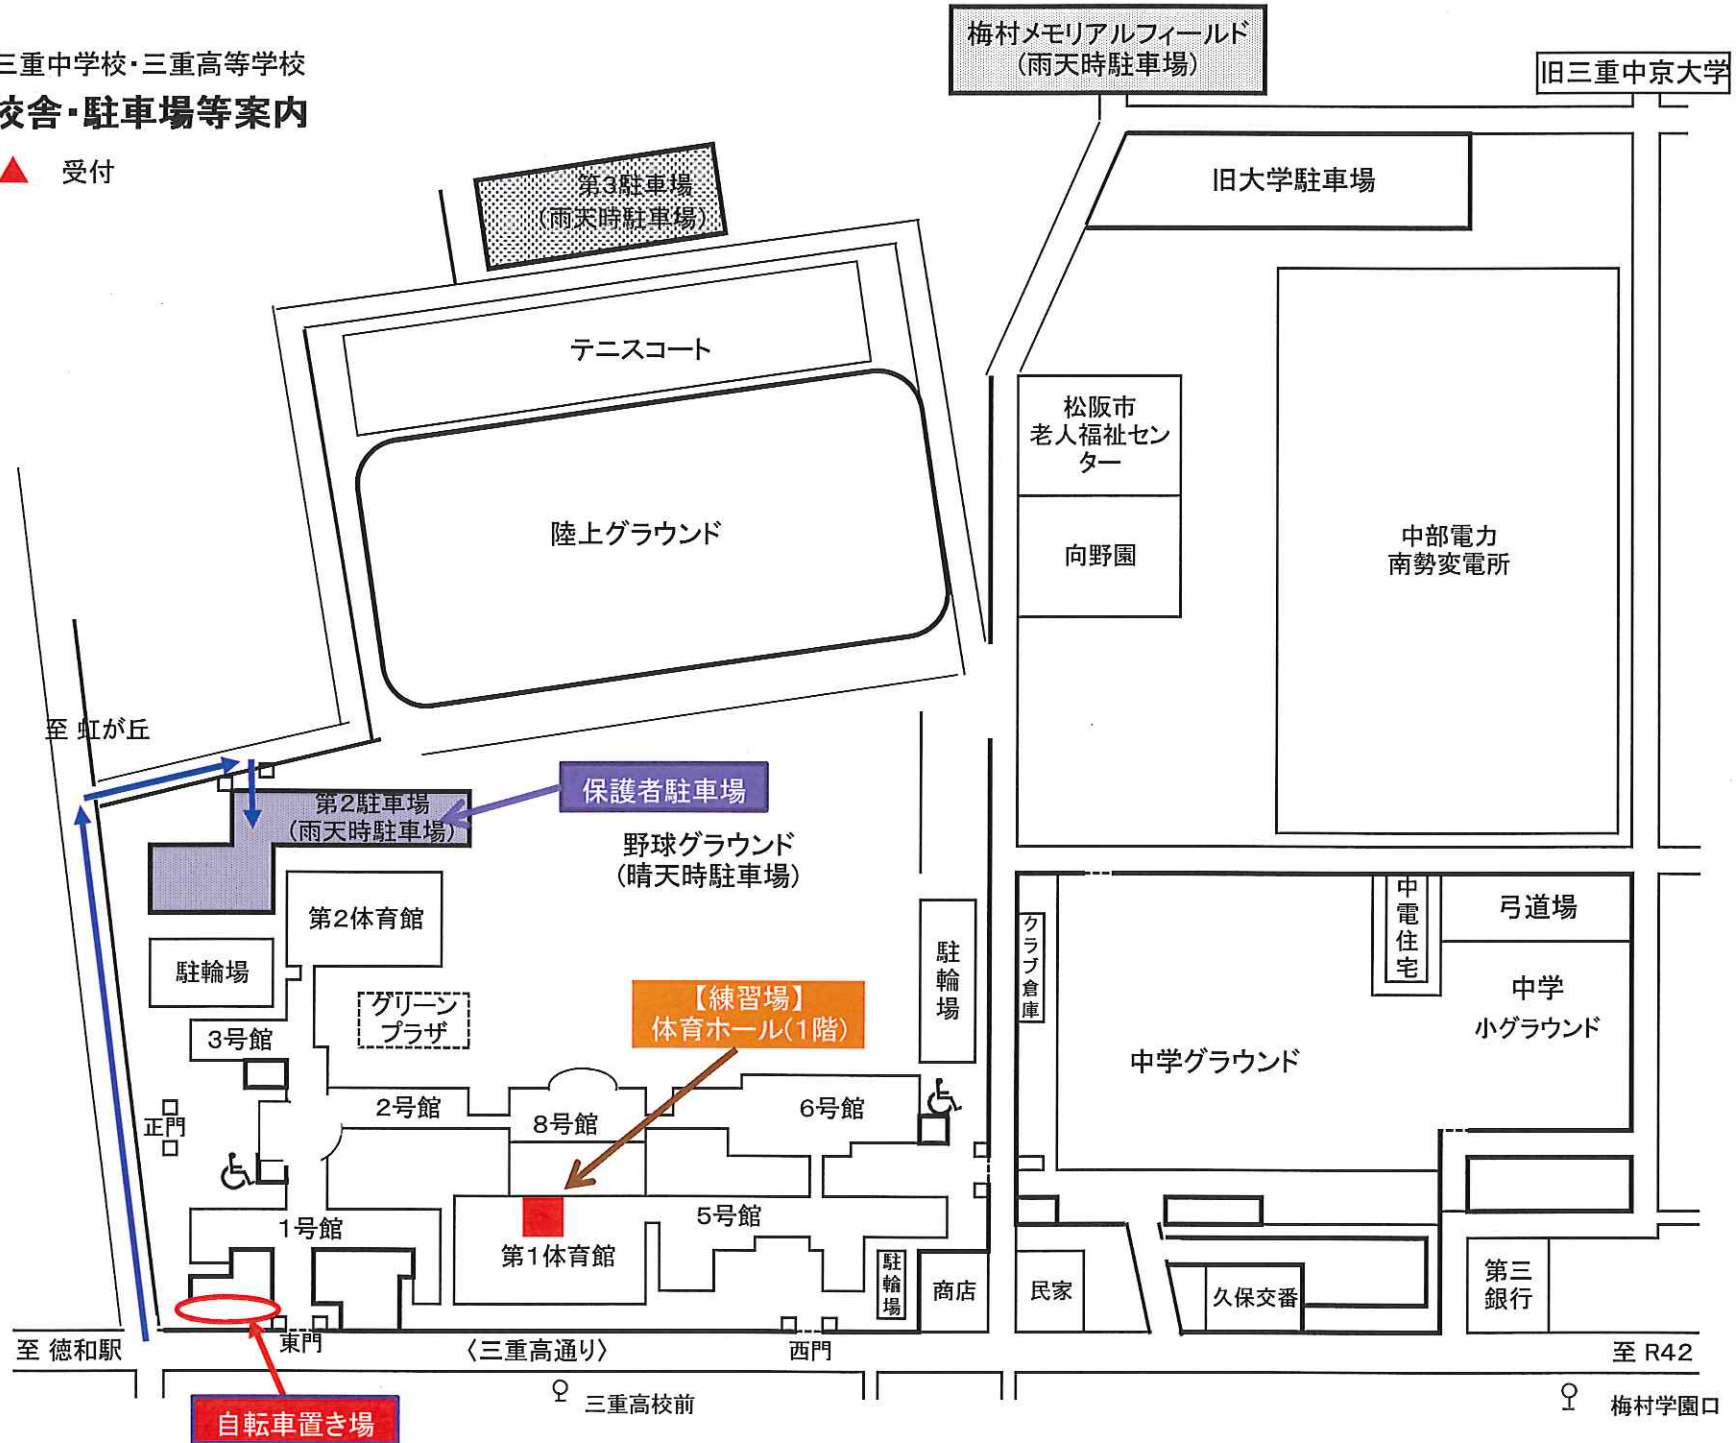 三重中学校・三重高等学校
校舎・駐車場等案内
受付
梅村メモリアルフィールド
(雨天時駐車場)
旧三重中京大学
第3駐車場
(雨天時駐車場)
旧大学駐車場
テニスコート
松阪市
老人福祉セン
ター
陸上グラウンド
向野園
中部電力
南勢変電所
至 虹が丘
保護者駐車場
第2駐車場
(雨天時駐車場)
野球グラウンド
(晴天時駐車場)
第2体育館
駐輪場
駐輪場
クラブ倉庫
中電住宅
弓道場
グリーン
プラザ
【練習場】
体育ホール(1階)
中学
小グラウンド
3号館
中学グラウンド
2号館
8号館
6号館
正門
1号館
5号館
第1体育館
駐輪場
商店
民家
久保交番
第三
銀行
至 徳和駅
東門
〈三重高通り〉
西門
至 R42
自転車置き場
三重高校前
梅村学園口